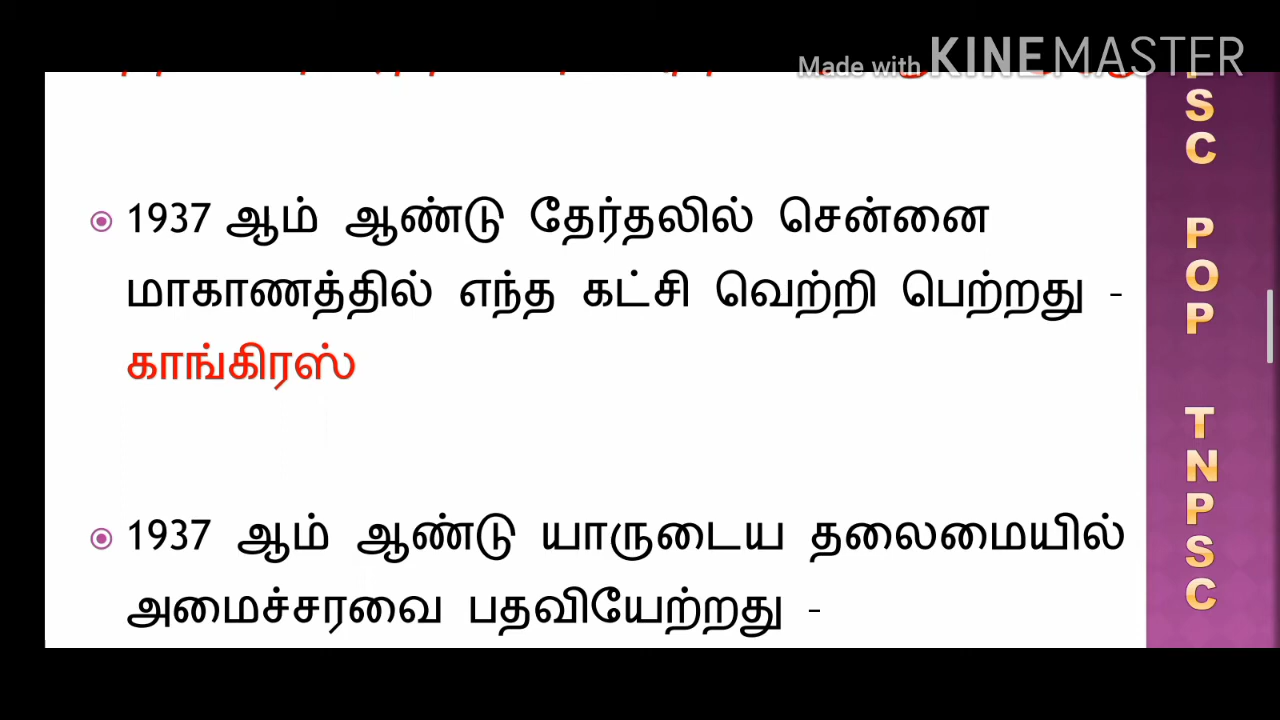 Made with KINEMASTER
1937 ஆம் ஆண்டு தேர்தலில் சென்னை
மாகாணத்தில் எந்த கட்சி வெற்றி பெற்றது -
காங்கிரஸ்
1937 ஆம் ஆண்டு யாருடைய தலைமையில்
அமைச்சரவை பதவியேற்றது -
SC POP TNPSC